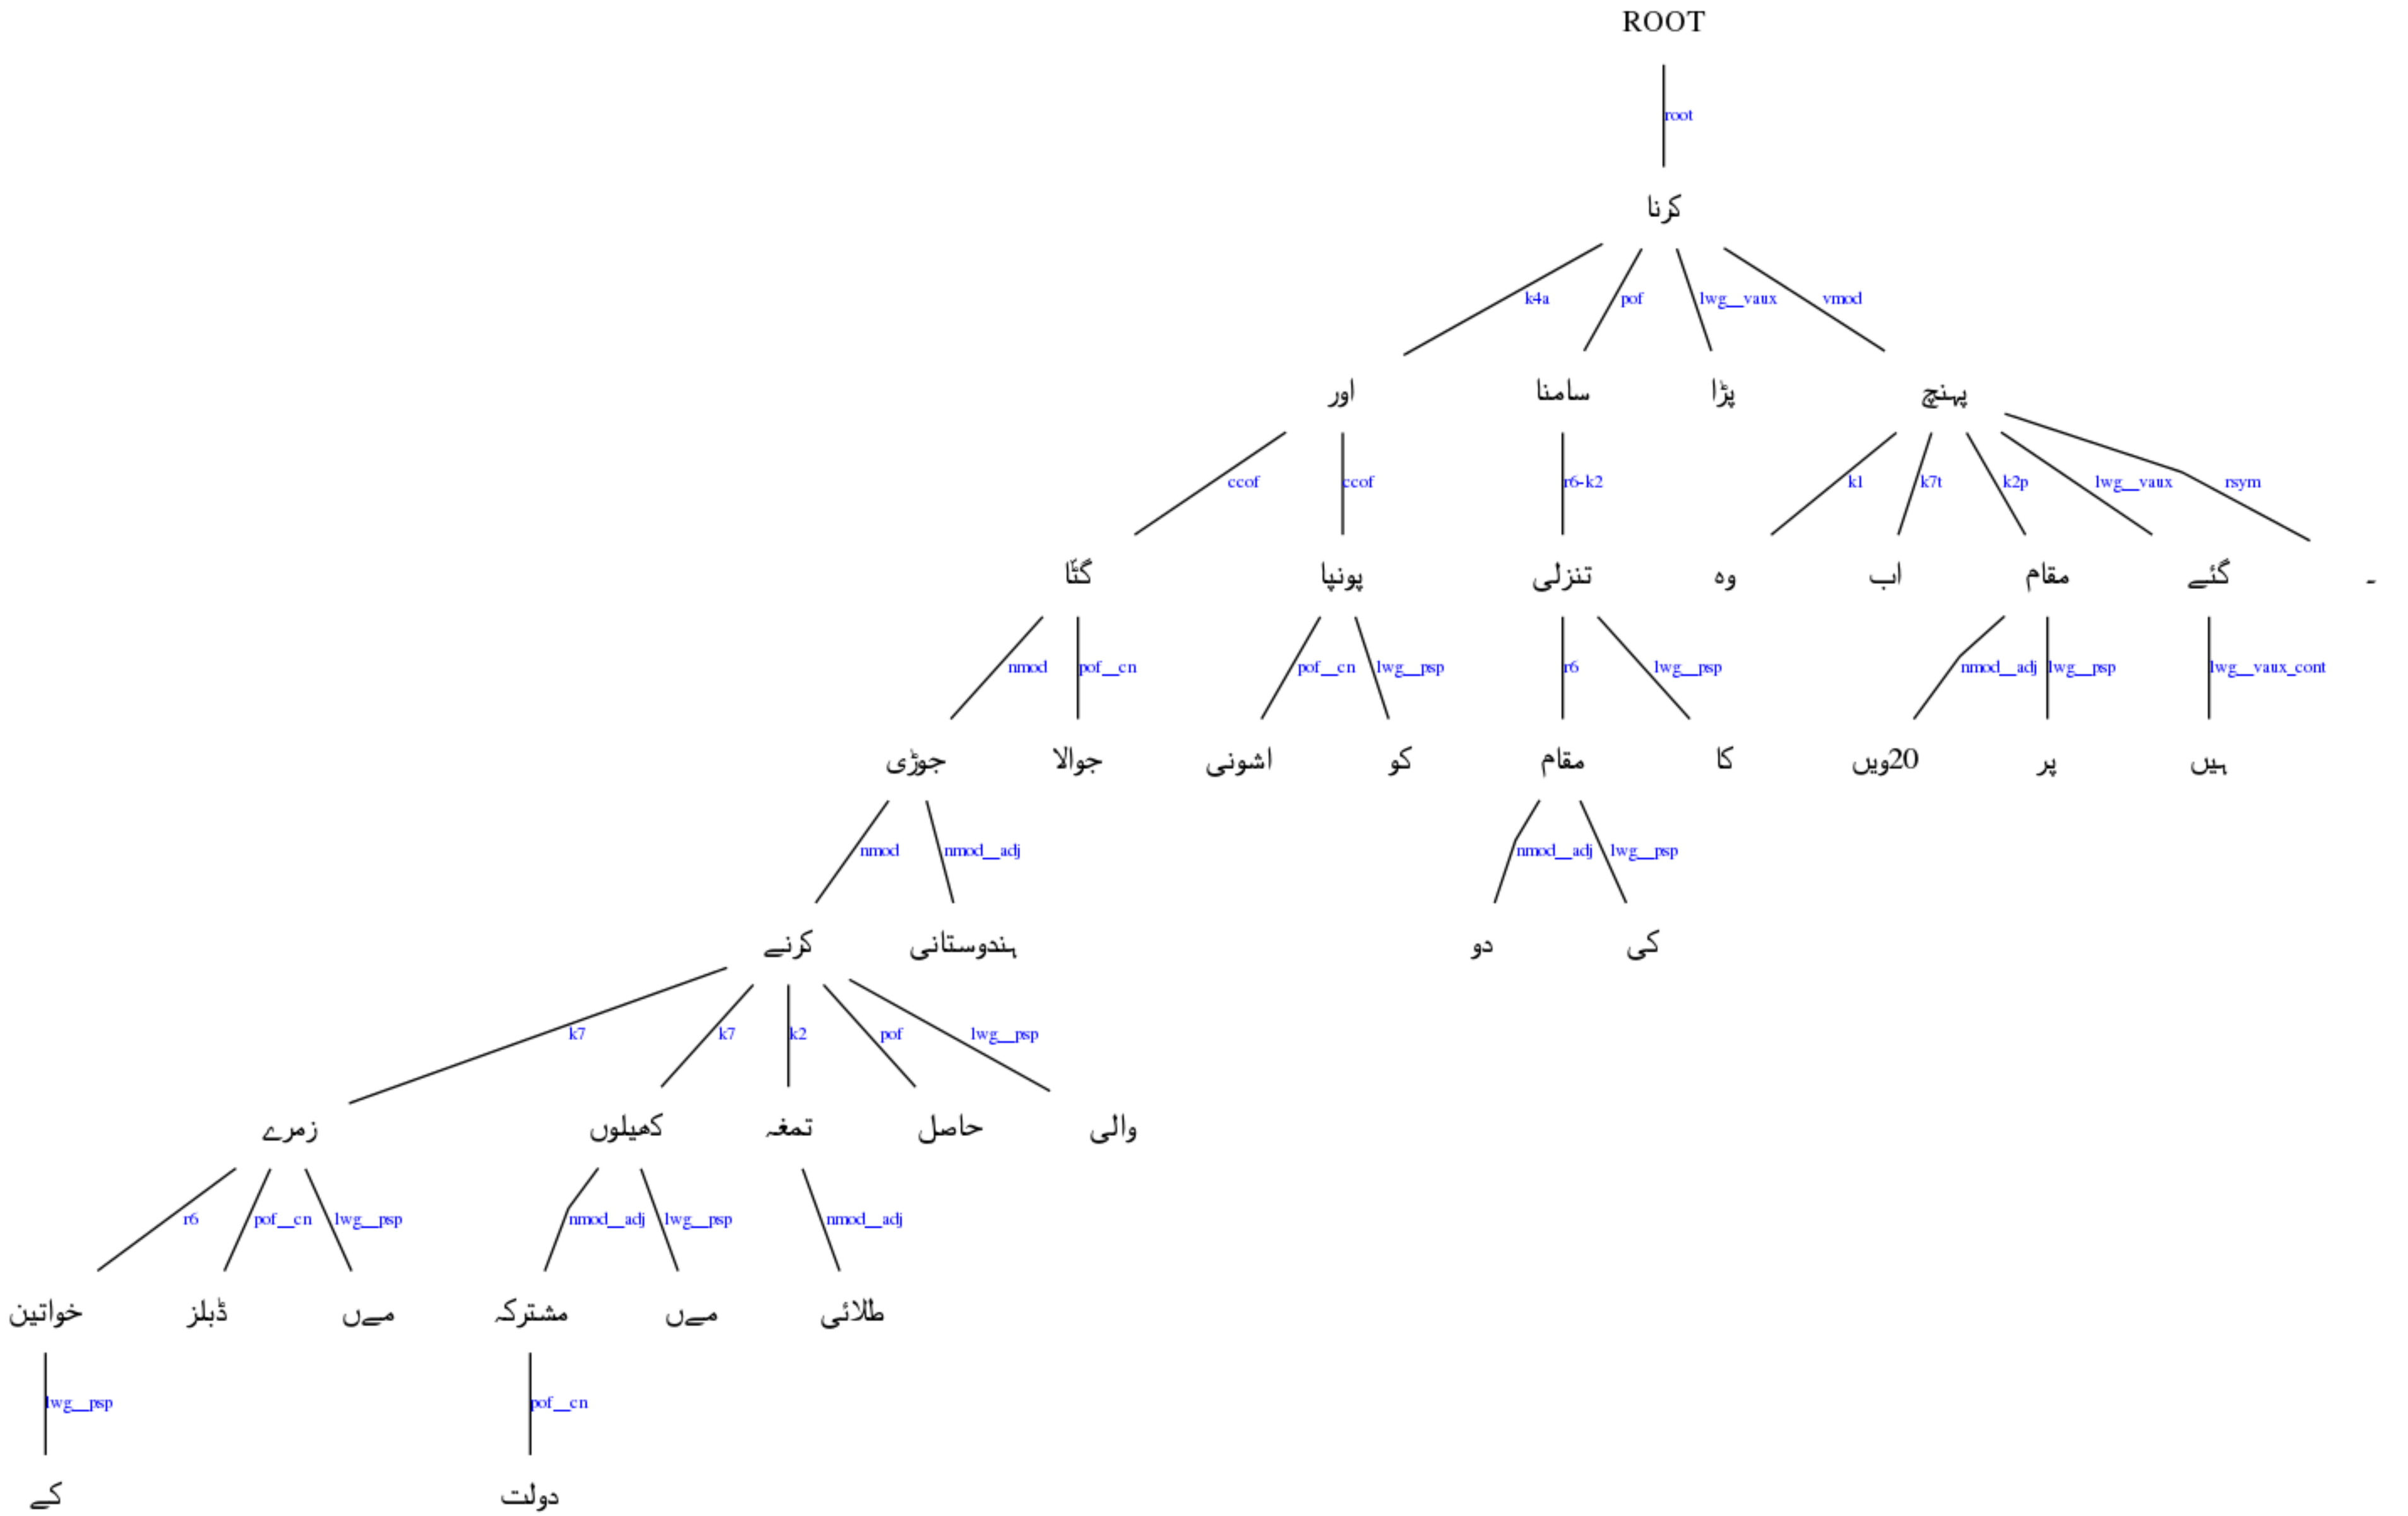 ROOT
root
کرنا
k4a pof lwg__vaux vmod
اور سامنا پڑا پہنچ
ccof ccof r6-k2 k1 k7t k2p lwg__vaux rsym
گٹّا پونپا تنزلی وہ اب مقام گئے ۔
nmod pof__cn pof__cn lwg__psp r6 lwg__psp nmod__adj lwg__psp lwg__vaux_cont
جوڑی جوالا اشونی کو مقام کا 20ویں پر ہیں
nmod nmod__adj nmod__adj lwg__psp
کرنے ہندوستانی دو کی
k7 k7 k2 pof lwg__psp
زمرے کھیلوں تمغہ حاصل والی
r6 pof__cn lwg__psp nmod__adj lwg__psp nmod__adj
خواتین ڈبلز مےں مشترکہ مےں طلائی
lwg__psp pof__cn
کے دولت